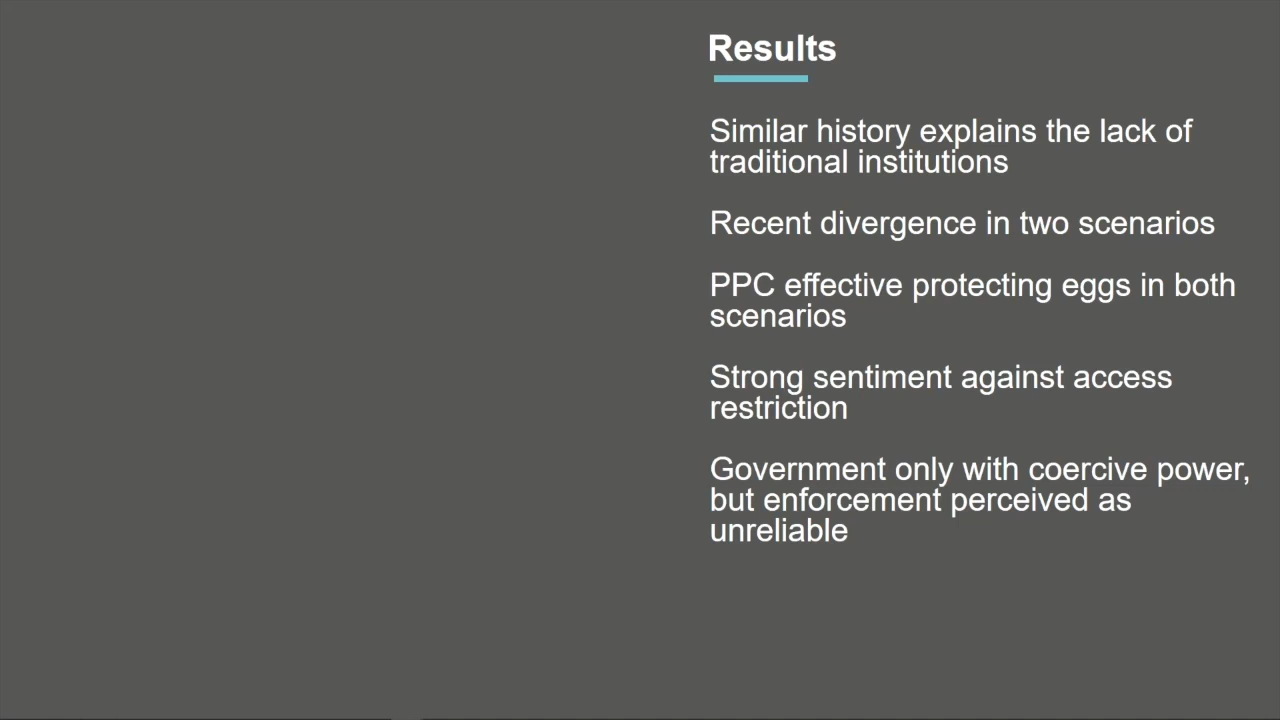 Results
Similar history explains the lack of
traditional institutions
Recent divergence in two scenarios
PPC effective protecting eggs in both
scenarios
Strong sentiment against access
restriction
Government only with coercive power,
but enforcement perceived as
unreliable